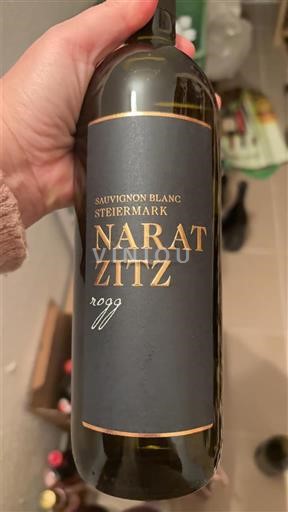 SAUVIGNON BLANC
STEIERMARK
NARAT
ZITZ
rogg
VINIOU